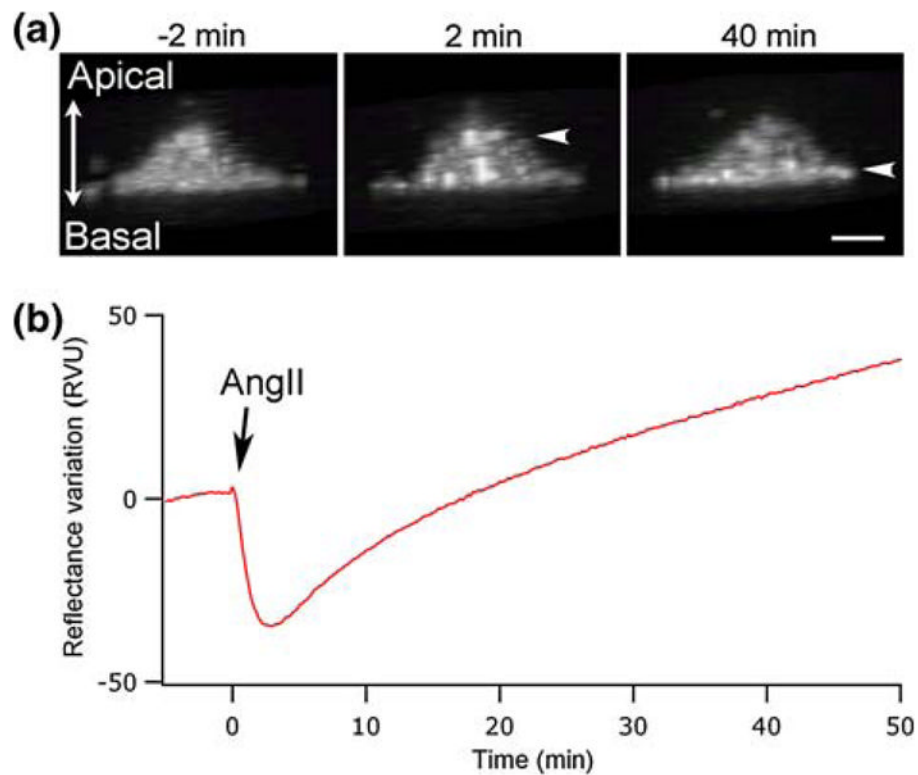 (a)
-2 min
2 min
40 min
Apical
Basal
(b)
50
0
-50
Reflectance variation (RVU)
AngII
0
10
20
30
40
50
Time (min)